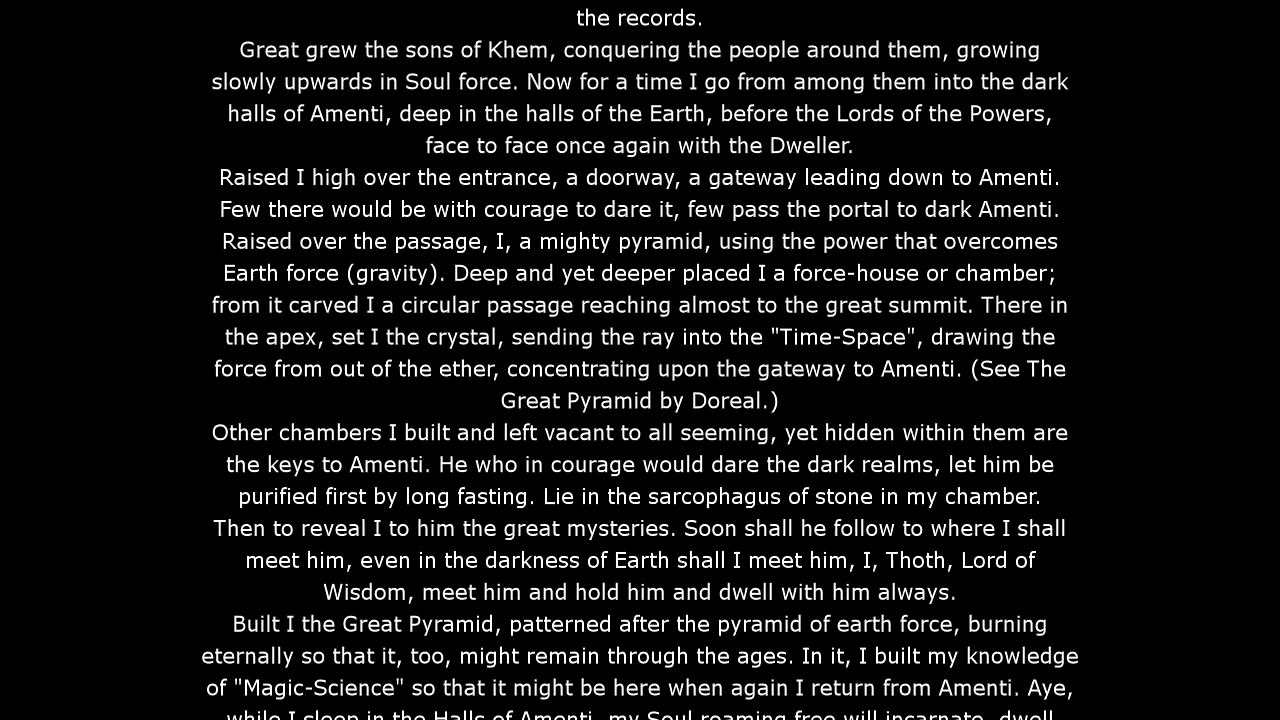 the records.
Great grew the sons of Khem, conquering the people around them, growing
slowly upwards in Soul force. Now for a time I go from among them into the dark
halls of Amenti, deep in the halls of the Earth, before the Lords of the Powers,
face to face once again with the Dweller.
Raised I high over the entrance, a doorway, a gateway leading down to Amenti.
Few there would be with courage to dare it, few pass the portal to dark Amenti.
Raised over the passage, I, a mighty pyramid, using the power that overcomes
Earth force (gravity). Deep and yet deeper placed I a force-house or chamber;
from it carved I a circular passage reaching almost to the great summit. There in
the apex, set I the crystal, sending the ray into the "Time-Space", drawing the
force from out of the ether, concentrating upon the gateway to Amenti. (See The
Great Pyramid by Doreal.)
Other chambers I built and left vacant to all seeming, yet hidden within them are
the keys to Amenti. He who in courage would dare the dark realms, let him be
purified first by long fasting. Lie in the sarcophagus of stone in my chamber.
Then to reveal I to him the great mysteries. Soon shall he follow to where I shall
meet him, even in the darkness of Earth shall I meet him, I, Thoth, Lord of
Wisdom, meet him and hold him and dwell with him always.
Built I the Great Pyramid, patterned after the pyramid of earth force, burning
eternally so that it, too, might remain through the ages. In it, I built my knowledge
of "Magic-Science" so that it might be here when again I return from Amenti. Aye,
while I sleep in the Halls of Amenti, my Soul roaming free will incarnate, dwell